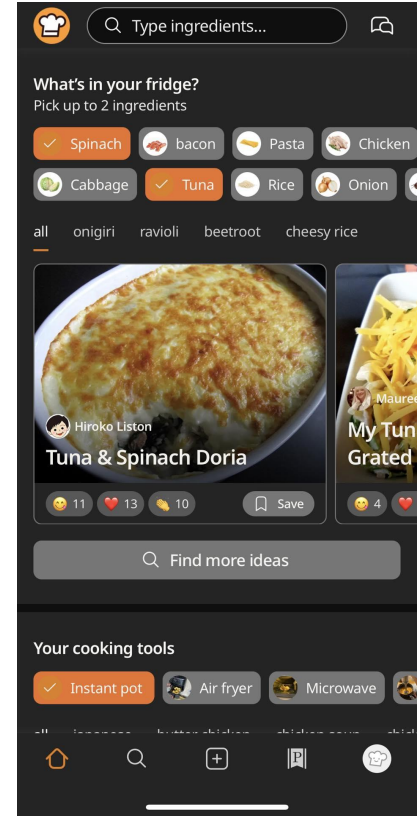 Type ingredients...
What's in your fridge?
Pick up to 2 ingredients
Spinach bacon Pasta Chicken
Cabbage Tuna Rice Onion
all onigiri ravioli beetroot cheesy rice
Hiroko Liston
Tuna & Spinach Doria
11 13 10 Save
Mauree
My Tun
Grated
4
Find more ideas
Your cooking tools
Instant pot Air fryer Microwave
P